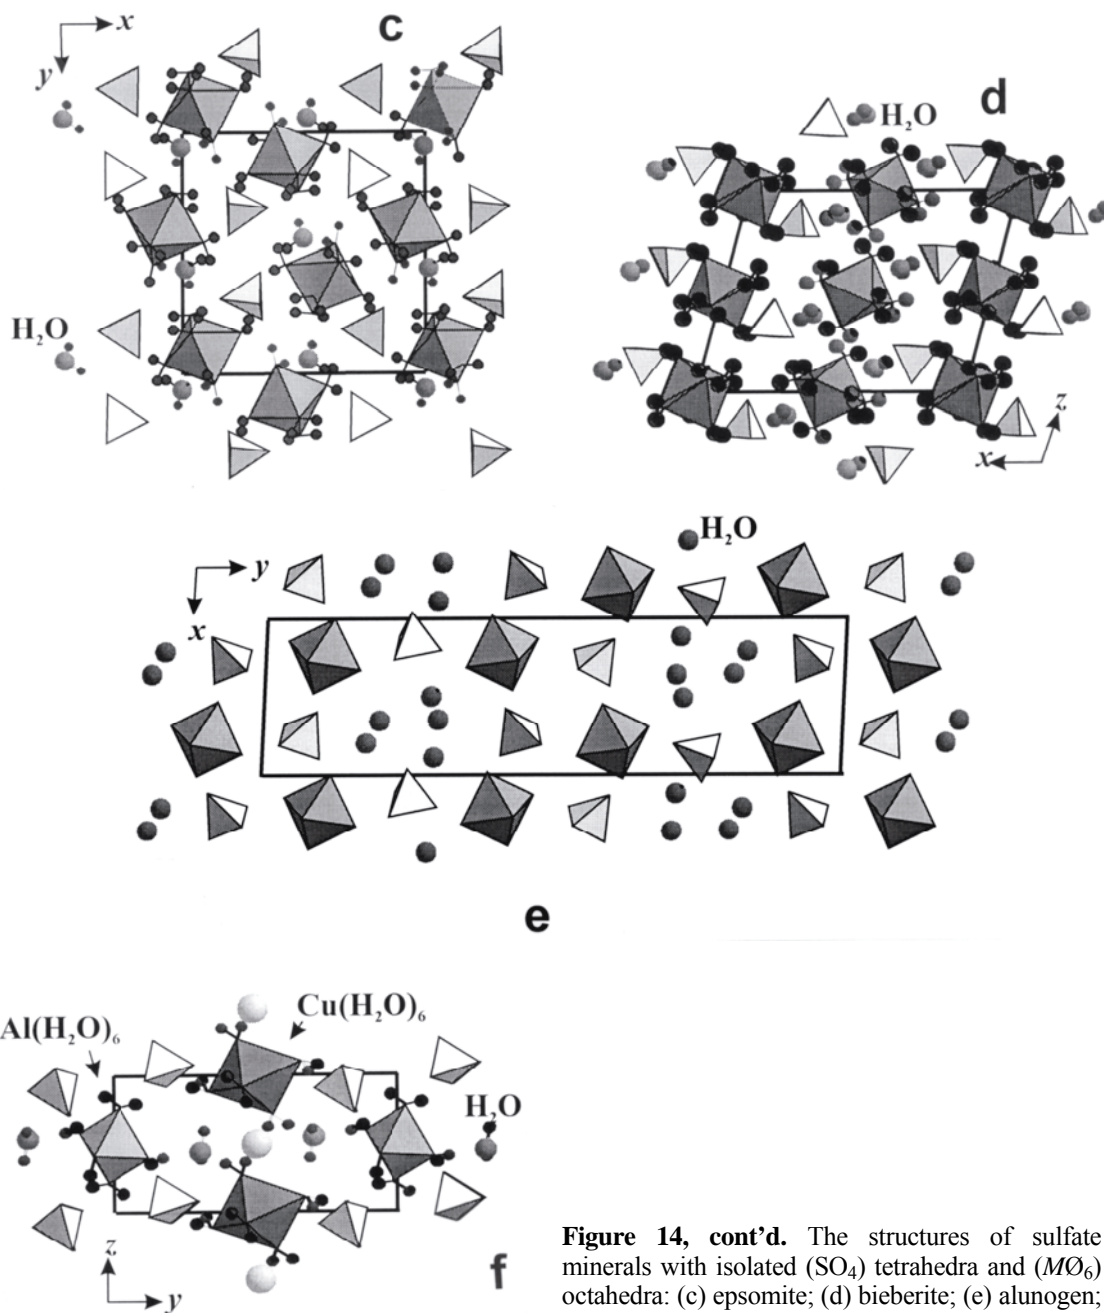 c
x
y
H₂O
d
H₂O
z
x
H₂O
y
x
e
Al(H₂O)₆
Cu(H₂O)₆
H₂O
z
y
f
Figure 14, cont’d. The structures of sulfate
minerals with isolated (SO₄) tetrahedra and (MØ₆)
octahedra: (c) epsomite; (d) bieberite; (e) alunogen;